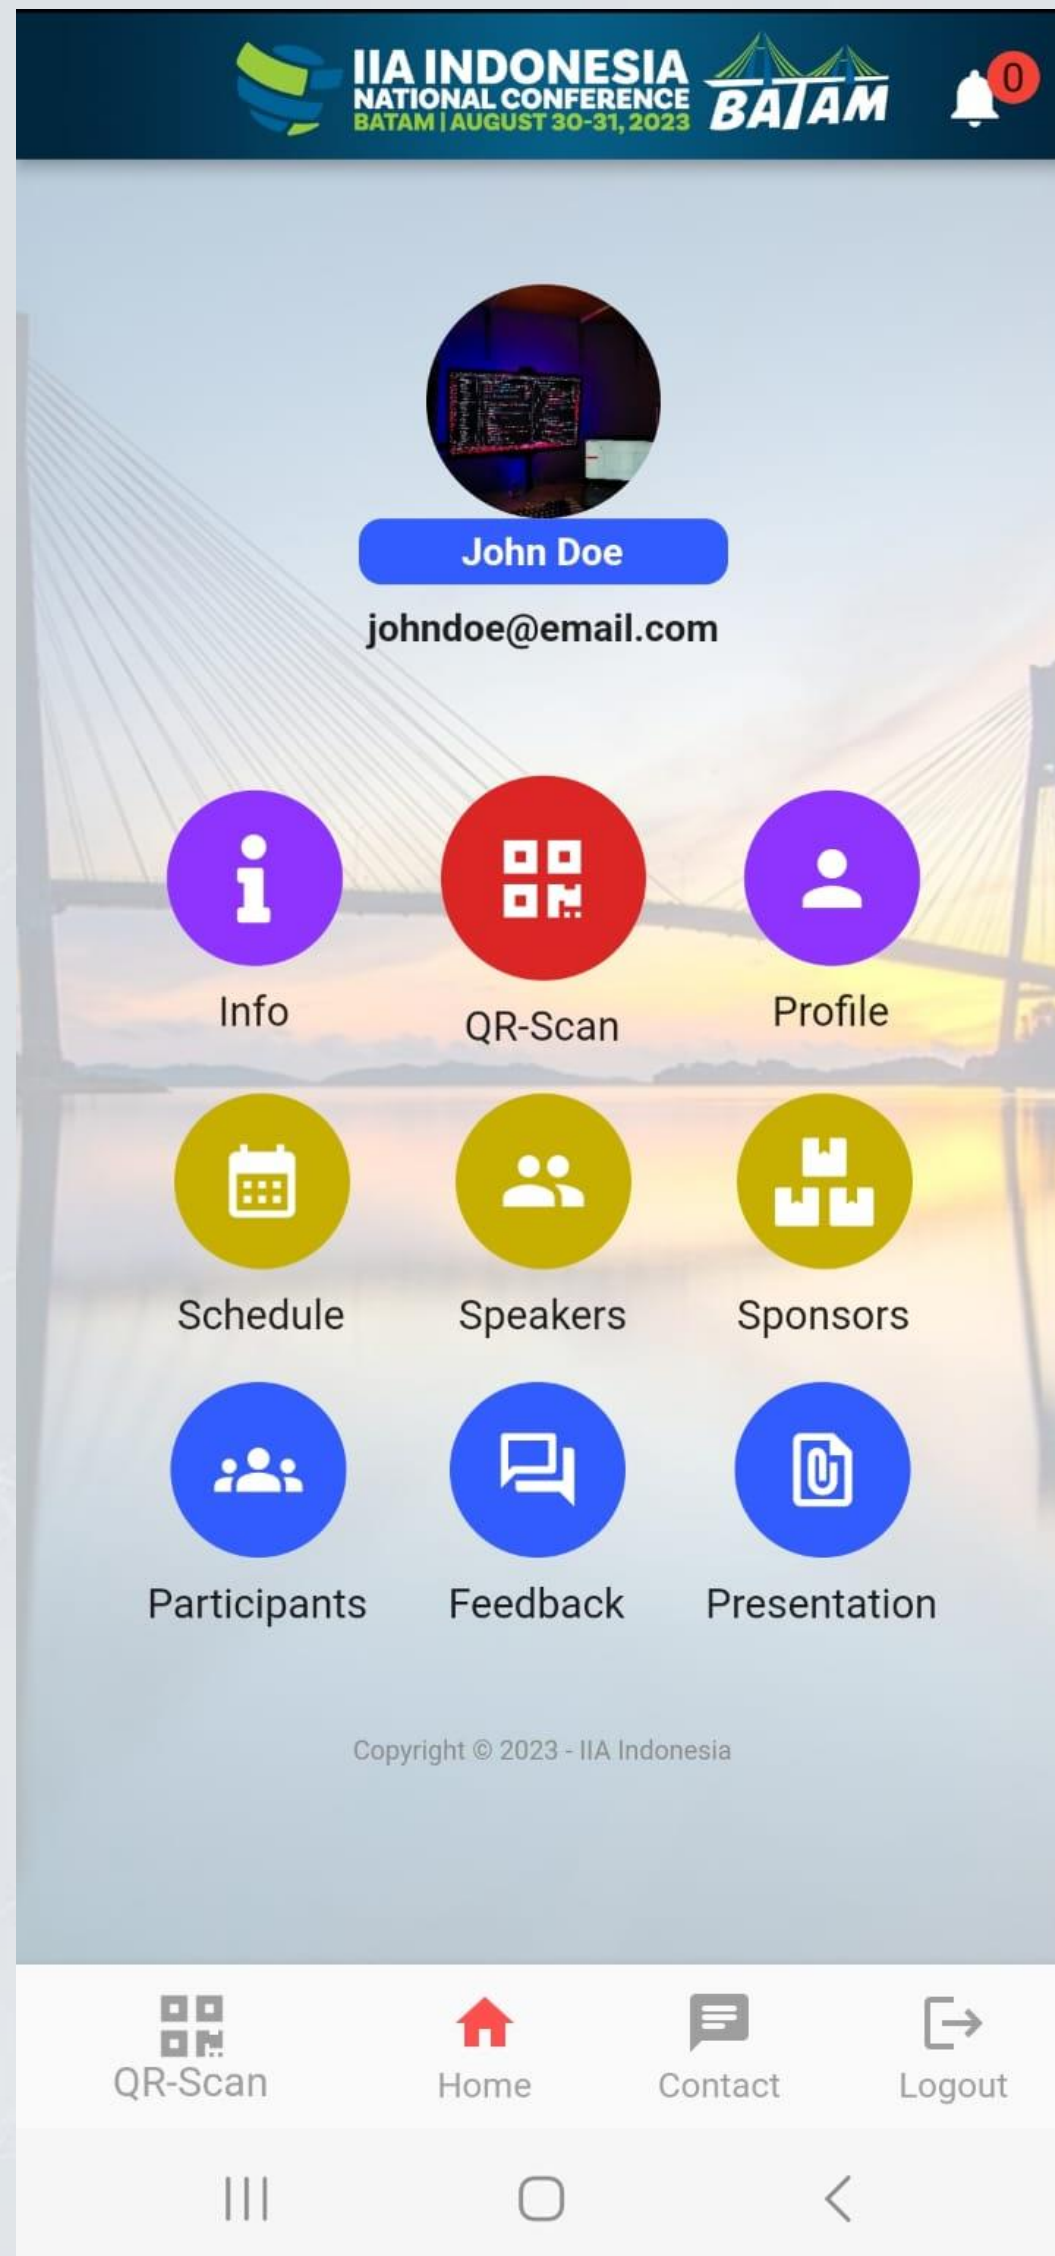 IIA INDONESIA
NATIONAL CONFERENCE
BATAM | AUGUST 30-31, 2023
BATAM
0
John Doe
johndoe@email.com
Info
QR-Scan
Profile
Schedule
Speakers
Sponsors
Participants
Feedback
Presentation
Copyright © 2023 - IIA Indonesia
QR-Scan
Home
Contact
Logout